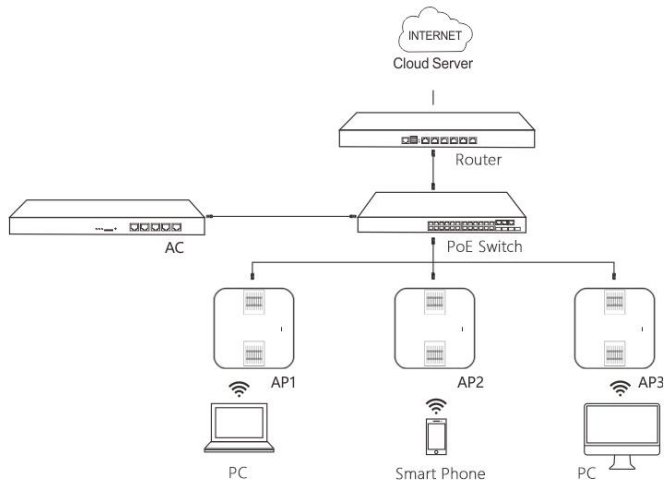 INTERNET
Cloud Server
Router
AC
PoE Switch
AP1
AP2
AP3
PC
Smart Phone
PC